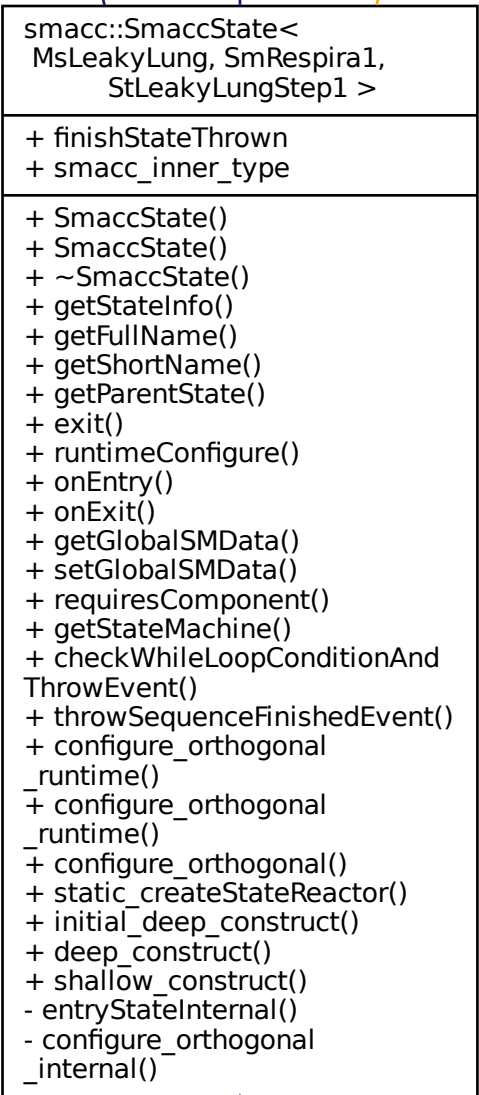 smacc::SmaccState<
MsLeakyLung, SmRespira1,
StLeakyLungStep1 >
+ finishStateThrown
+ smacc_inner_type
+ SmaccState()
+ SmaccState()
+ ~SmaccState()
+ getStateInfo()
+ getFullName()
+ getShortName()
+ getParentState()
+ exit()
+ runtimeConfigure()
+ onEntry()
+ onExit()
+ getGlobalSMData()
+ setGlobalSMData()
+ requiresComponent()
+ getStateMachine()
+ checkWhileLoopConditionAnd
ThrowEvent()
+ throwSequenceFinishedEvent()
+ configure_orthogonal
_runtime()
+ configure_orthogonal
_runtime()
+ configure_orthogonal()
+ static_createStateReactor()
+ initial_deep_construct()
+ deep_construct()
+ shallow_construct()
- entryStateInternal()
- configure_orthogonal
_internal()